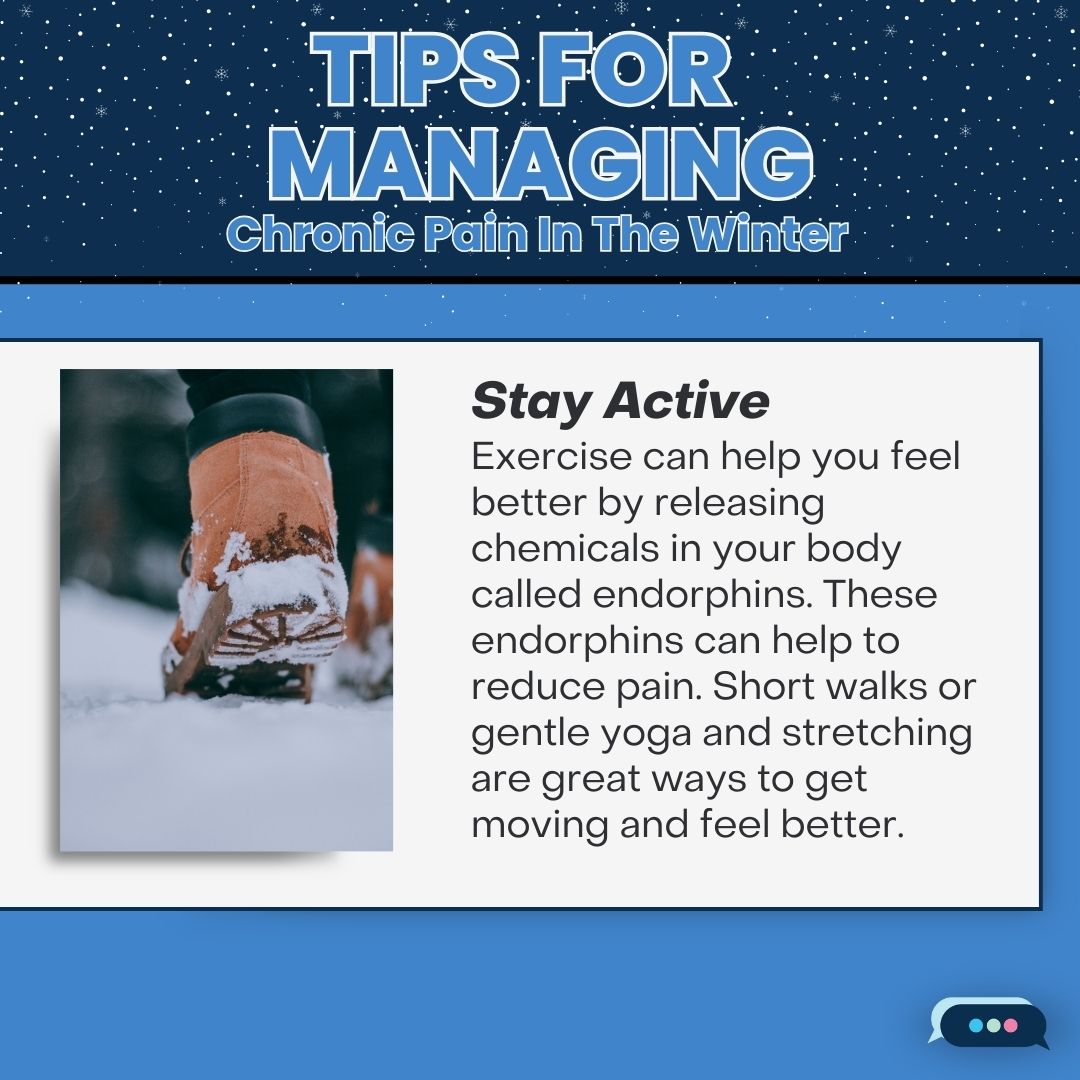 TIPS FOR
MANAGING
Chronic Pain In The Winter
Stay Active
Exercise can help you feel
better by releasing
chemicals in your body
called endorphins. These
endorphins can help to
reduce pain. Short walks or
gentle yoga and stretching
are great ways to get
moving and feel better.